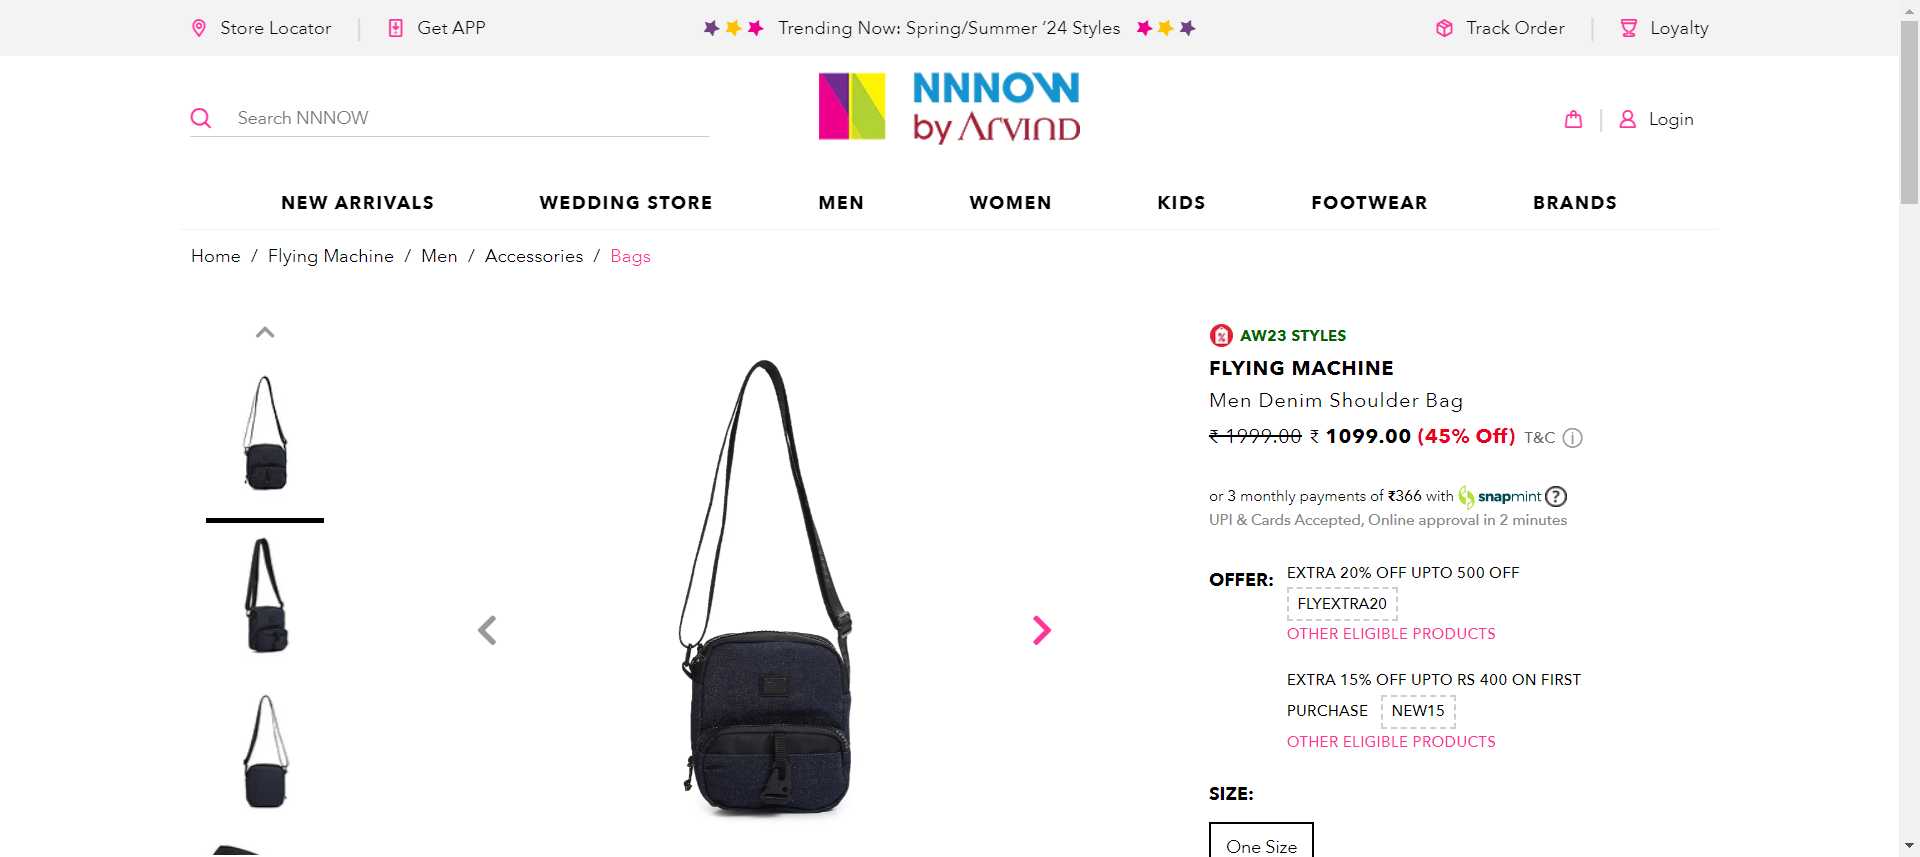 Store Locator
Get APP
Trending Now: Spring/Summer ‘24 Styles
Track Order
Loyalty
Search NNNOW
NNNOW
by Arvind
Login
NEW ARRIVALS
WEDDING STORE
MEN
WOMEN
KIDS
FOOTWEAR
BRANDS
Home / Flying Machine / Men / Accessories / Bags
AW23 STYLES
FLYING MACHINE
Men Denim Shoulder Bag
₹ 1999.00 ₹ 1099.00 (45% Off) T&C
or 3 monthly payments of ₹366 with snapmint ?
UPI & Cards Accepted, Online approval in 2 minutes
OFFER:
EXTRA 20% OFF UPTO 500 OFF
FLYEXTRA20
OTHER ELIGIBLE PRODUCTS
EXTRA 15% OFF UPTO RS 400 ON FIRST
PURCHASE NEW15
OTHER ELIGIBLE PRODUCTS
SIZE:
One Size